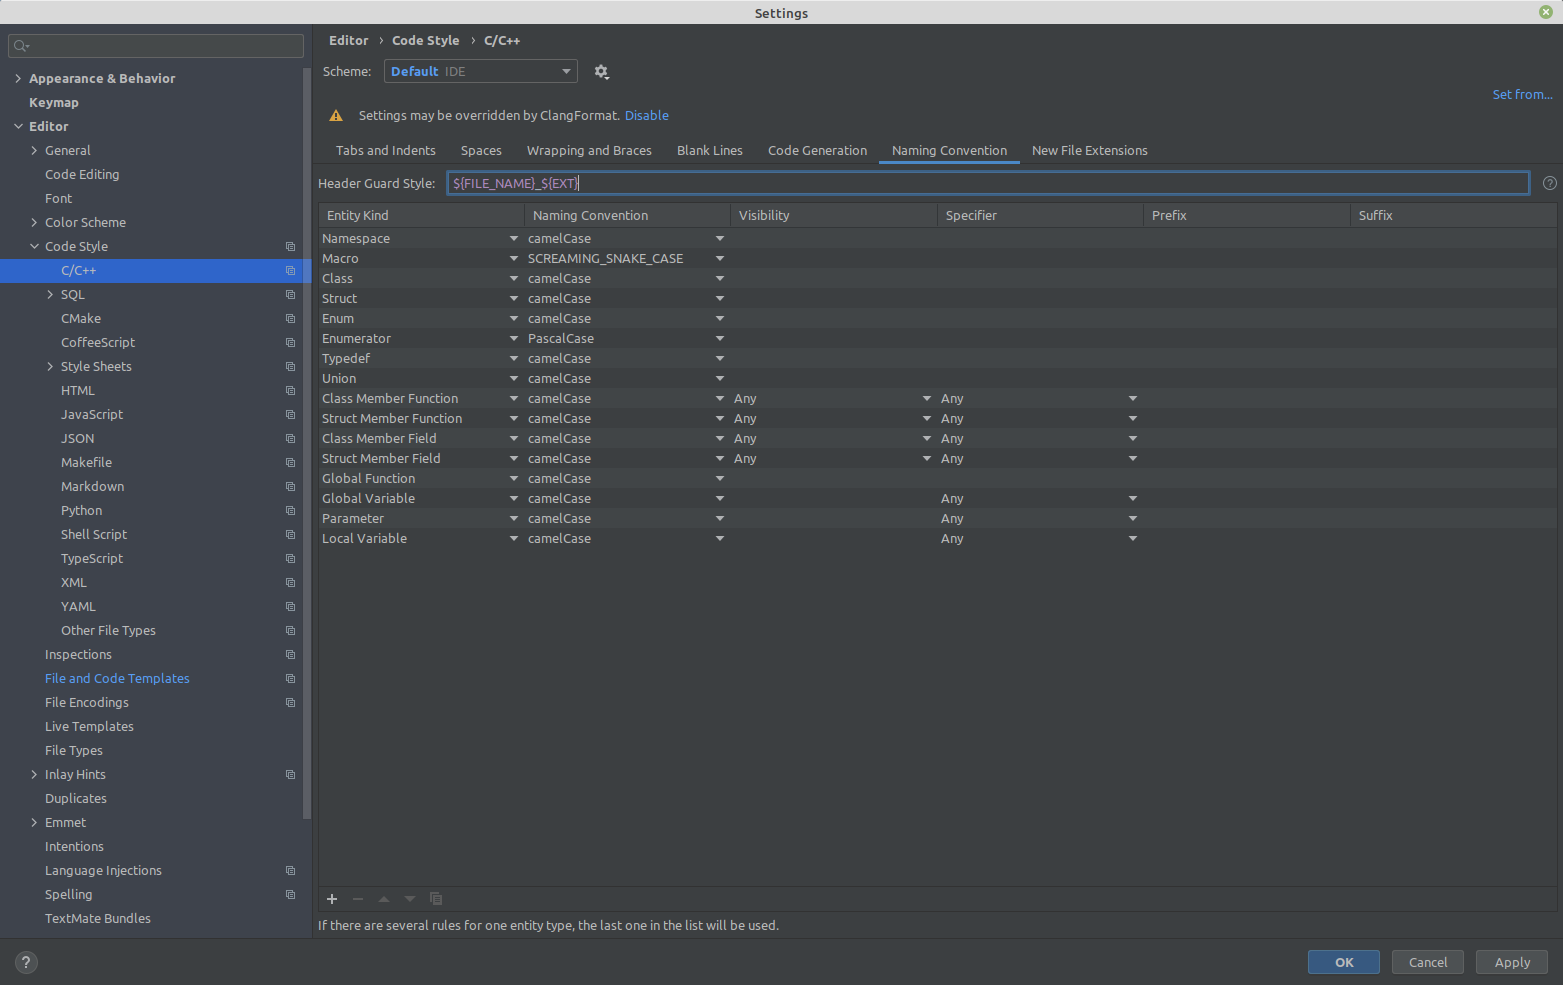 Settings
Appearance & Behavior
Keymap
Editor
General
Code Editing
Font
Color Scheme
Code Style
C/C++
SQL
CMake
CoffeeScript
Style Sheets
HTML
JavaScript
JSON
Makefile
Markdown
Python
Shell Script
TypeScript
XML
YAML
Other File Types
Inspections
File and Code Templates
File Encodings
Live Templates
File Types
Inlay Hints
Duplicates
Emmet
Intentions
Language Injections
Spelling
TextMate Bundles
Editor › Code Style › C/C++
Scheme: Default IDE
Set from...
Settings may be overridden by ClangFormat. Disable
Tabs and Indents Spaces Wrapping and Braces Blank Lines Code Generation Naming Convention New File Extensions
Header Guard Style: ${FILE_NAME}_${EXT} ?
Entity Kind Naming Convention Visibility Specifier Prefix Suffix
Namespace camelCase
Macro SCREAMING_SNAKE_CASE
Class camelCase
Struct camelCase
Enum camelCase
Enumerator PascalCase
Typedef camelCase
Union camelCase
Class Member Function camelCase Any Any
Struct Member Function camelCase Any Any
Class Member Field camelCase Any Any
Struct Member Field camelCase Any Any
Global Function camelCase
Global Variable camelCase Any
Parameter camelCase Any
Local Variable camelCase Any
If there are several rules for one entity type, the last one in the list will be used.
? OK Cancel Apply